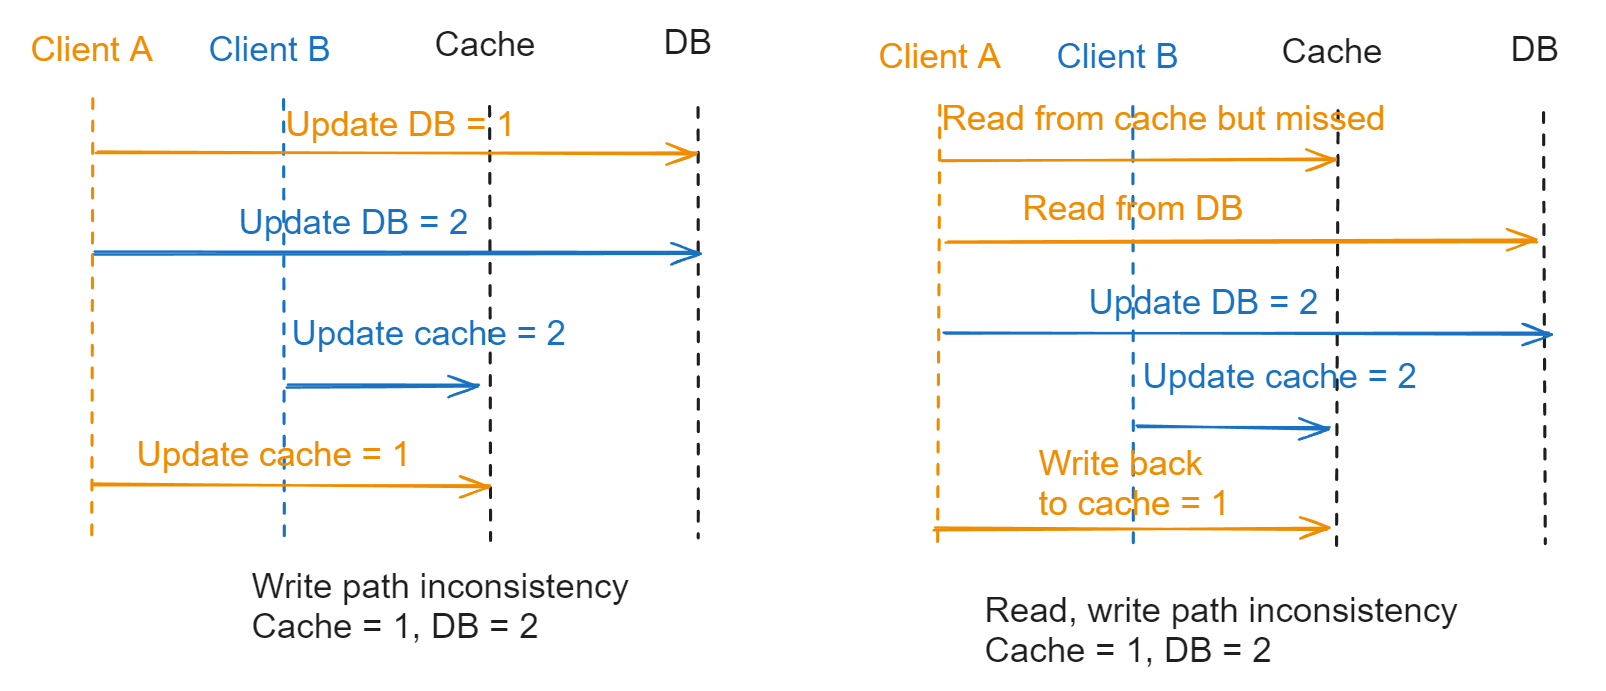 Client A
Client B
Cache
DB
Update DB = 1
Update DB = 2
Update cache = 2
Update cache = 1
Write path inconsistency
Cache = 1, DB = 2
Client A
Client B
Cache
DB
Read from cache but missed
Read from DB
Update DB = 2
Update cache = 2
Write back
to cache = 1
Read, write path inconsistency
Cache = 1, DB = 2